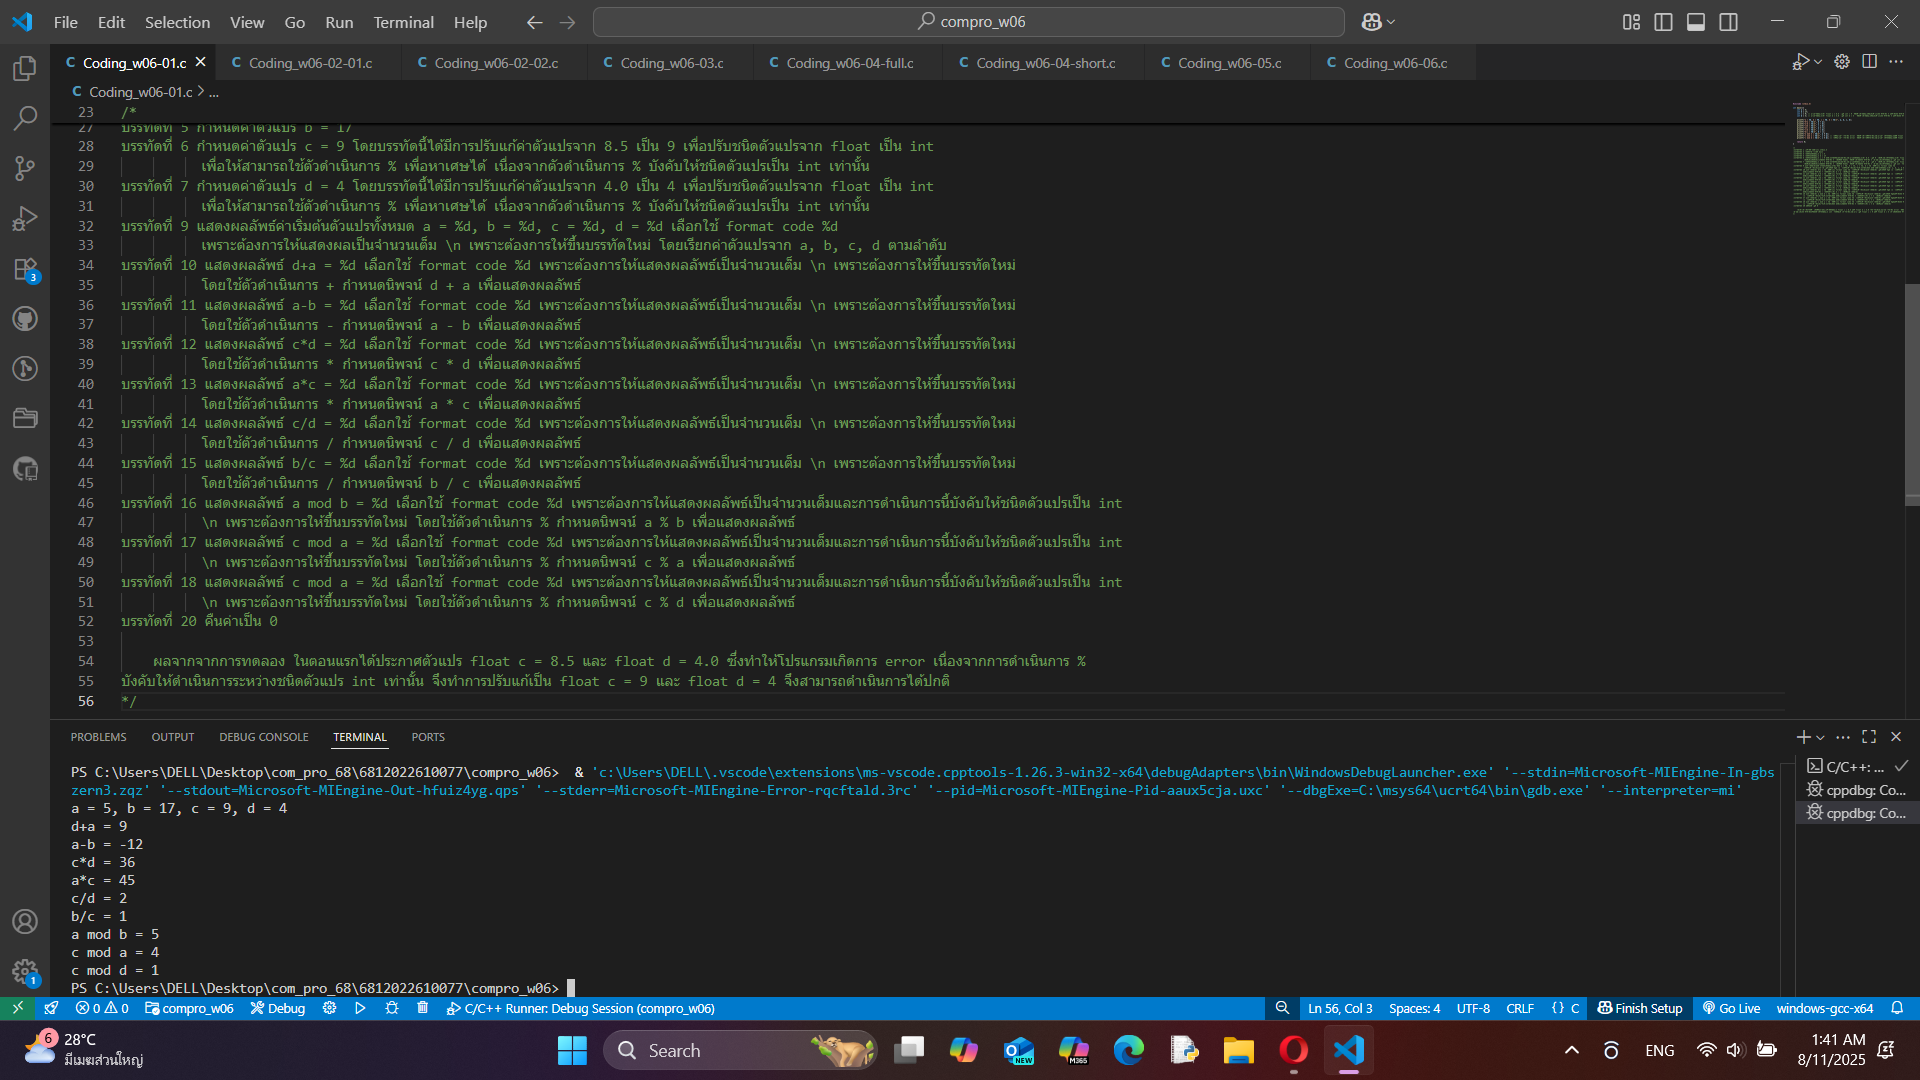 File Edit Selection View Go Run Terminal Help
compro_w06
C Coding_w06-01.c
C Coding_w06-02-01.c
C Coding_w06-02-02.c
C Coding_w06-03.c
C Coding_w06-04-full.c
C Coding_w06-04-short.c
C Coding_w06-05.c
C Coding_w06-06.c
C Coding_w06-01.c > ...
23 /*
27 บรรทัดที่ 5 กำหนดค่าตัวแปร b = 17
28 บรรทัดที่ 6 กำหนดค่าตัวแปร c = 9 โดยบรรทัดนี้ได้มีการปรับแก้ค่าตัวแปรจาก 8.5 เป็น 9 เพื่อปรับชนิดตัวแปรจาก float เป็น int
29 เพื่อให้สามารถใช้ตัวดำเนินการ % เพื่อหาเศษได้ เนื่องจากตัวดำเนินการ % บังคับให้ชนิดตัวแปรเป็น int เท่านั้น
30 บรรทัดที่ 7 กำหนดค่าตัวแปร d = 4 โดยบรรทัดนี้ได้มีการปรับแก้ค่าตัวแปรจาก 4.0 เป็น 4 เพื่อปรับชนิดตัวแปรจาก float เป็น int
31 เพื่อให้สามารถใช้ตัวดำเนินการ % เพื่อหาเศษได้ เนื่องจากตัวดำเนินการ % บังคับให้ชนิดตัวแปรเป็น int เท่านั้น
32 บรรทัดที่ 9 แสดงผลลัพธ์ค่าเริ่มต้นตัวแปรทั้งหมด a = %d, b = %d, c = %d, d = %d เลือกใช้ format code %d
33 เพราะต้องการให้แสดงผลเป็นจำนวนเต็ม \n เพราะต้องการให้ขึ้นบรรทัดใหม่ โดยเรียกค่าตัวแปรจาก a, b, c, d ตามลำดับ
34 บรรทัดที่ 10 แสดงผลลัพธ์ d+a = %d เลือกใช้ format code %d เพราะต้องการให้แสดงผลลัพธ์เป็นจำนวนเต็ม \n เพราะต้องการให้ขึ้นบรรทัดใหม่
35 โดยใช้ตัวดำเนินการ + กำหนดนิพจน์ d + a เพื่อแสดงผลลัพธ์
36 บรรทัดที่ 11 แสดงผลลัพธ์ a-b = %d เลือกใช้ format code %d เพราะต้องการให้แสดงผลลัพธ์เป็นจำนวนเต็ม \n เพราะต้องการให้ขึ้นบรรทัดใหม่
37 โดยใช้ตัวดำเนินการ - กำหนดนิพจน์ a - b เพื่อแสดงผลลัพธ์
38 บรรทัดที่ 12 แสดงผลลัพธ์ c*d = %d เลือกใช้ format code %d เพราะต้องการให้แสดงผลลัพธ์เป็นจำนวนเต็ม \n เพราะต้องการให้ขึ้นบรรทัดใหม่
39 โดยใช้ตัวดำเนินการ * กำหนดนิพจน์ c * d เพื่อแสดงผลลัพธ์
40 บรรทัดที่ 13 แสดงผลลัพธ์ a*c = %d เลือกใช้ format code %d เพราะต้องการให้แสดงผลลัพธ์เป็นจำนวนเต็ม \n เพราะต้องการให้ขึ้นบรรทัดใหม่
41 โดยใช้ตัวดำเนินการ * กำหนดนิพจน์ a * c เพื่อแสดงผลลัพธ์
42 บรรทัดที่ 14 แสดงผลลัพธ์ c/d = %d เลือกใช้ format code %d เพราะต้องการให้แสดงผลลัพธ์เป็นจำนวนเต็ม \n เพราะต้องการให้ขึ้นบรรทัดใหม่
43 โดยใช้ตัวดำเนินการ / กำหนดนิพจน์ c / d เพื่อแสดงผลลัพธ์
44 บรรทัดที่ 15 แสดงผลลัพธ์ b/c = %d เลือกใช้ format code %d เพราะต้องการให้แสดงผลลัพธ์เป็นจำนวนเต็ม \n เพราะต้องการให้ขึ้นบรรทัดใหม่
45 โดยใช้ตัวดำเนินการ / กำหนดนิพจน์ b / c เพื่อแสดงผลลัพธ์
46 บรรทัดที่ 16 แสดงผลลัพธ์ a mod b = %d เลือกใช้ format code %d เพราะต้องการให้แสดงผลลัพธ์เป็นจำนวนเต็มและการดำเนินการนี้บังคับให้ชนิดตัวแปรเป็น int
47 \n เพราะต้องการให้ขึ้นบรรทัดใหม่ โดยใช้ตัวดำเนินการ % กำหนดนิพจน์ a % b เพื่อแสดงผลลัพธ์
48 บรรทัดที่ 17 แสดงผลลัพธ์ c mod a = %d เลือกใช้ format code %d เพราะต้องการให้แสดงผลลัพธ์เป็นจำนวนเต็มและการดำเนินการนี้บังคับให้ชนิดตัวแปรเป็น int
49 \n เพราะต้องการให้ขึ้นบรรทัดใหม่ โดยใช้ตัวดำเนินการ % กำหนดนิพจน์ c % a เพื่อแสดงผลลัพธ์
50 บรรทัดที่ 18 แสดงผลลัพธ์ c mod a = %d เลือกใช้ format code %d เพราะต้องการให้แสดงผลลัพธ์เป็นจำนวนเต็มและการดำเนินการนี้บังคับให้ชนิดตัวแปรเป็น int
51 \n เพราะต้องการให้ขึ้นบรรทัดใหม่ โดยใช้ตัวดำเนินการ % กำหนดนิพจน์ c % d เพื่อแสดงผลลัพธ์
52 บรรทัดที่ 20 คืนค่าเป็น 0
53
54 ผลจากจากการทดลอง ในตอนแรกได้ประกาศตัวแปร float c = 8.5 และ float d = 4.0 ซึ่งทำให้โปรแกรมเกิดการ error เนื่องจากการดำเนินการ %
55 บังคับให้ดำเนินการระหว่างชนิดตัวแปร int เท่านั้น จึงทำการปรับแก้เป็น float c = 9 และ float d = 4 จึงสามารถดำเนินการได้ปกติ
56 */
3
PROBLEMS OUTPUT DEBUG CONSOLE TERMINAL PORTS
PS C:\Users\DELL\Desktop\com_pro_68\6812022610077\compro_w06> & 'c:\Users\DELL\.vscode\extensions\ms-vscode.cpptools-1.26.3-win32-x64\debugAdapters\bin\WindowsDebugLauncher.exe' '--stdin=Microsoft-MIEngine-In-gbs
zern3.zqz' '--stdout=Microsoft-MIEngine-Out-hfuiz4yg.qps' '--stderr=Microsoft-MIEngine-Error-rqcftald.3rc' '--pid=Microsoft-MIEngine-Pid-aaux5cja.uxc' '--dbgExe=C:\msys64\ucrt64\bin\gdb.exe' '--interpreter=mi'
a = 5, b = 17, c = 9, d = 4
d+a = 9
a-b = -12
c*d = 36
a*c = 45
c/d = 2
b/c = 1
a mod b = 5
c mod a = 4
c mod d = 1
PS C:\Users\DELL\Desktop\com_pro_68\6812022610077\compro_w06>
C/C++: ...
cppdbg: Co...
cppdbg: Co...
1
0 0 compro_w06 Debug C/C++ Runner: Debug Session (compro_w06) Ln 56, Col 3 Spaces: 4 UTF-8 CRLF {} C Finish Setup Go Live windows-gcc-x64
6 28°C
มีเมฆส่วนใหญ่
Search
NEW
M365
ENG
1:41 AM
8/11/2025